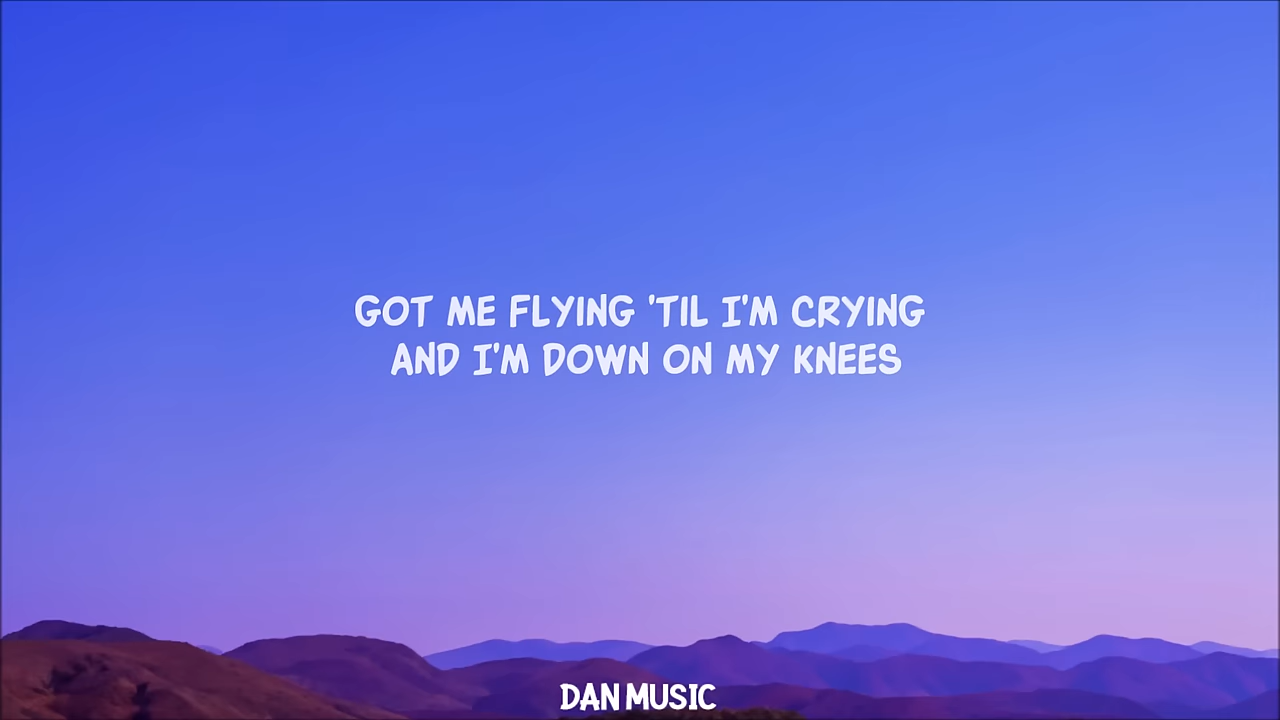 GOT ME FLYING 'TIL I'M CRYING
AND I'M DOWN ON MY KNEES
DAN MUSIC